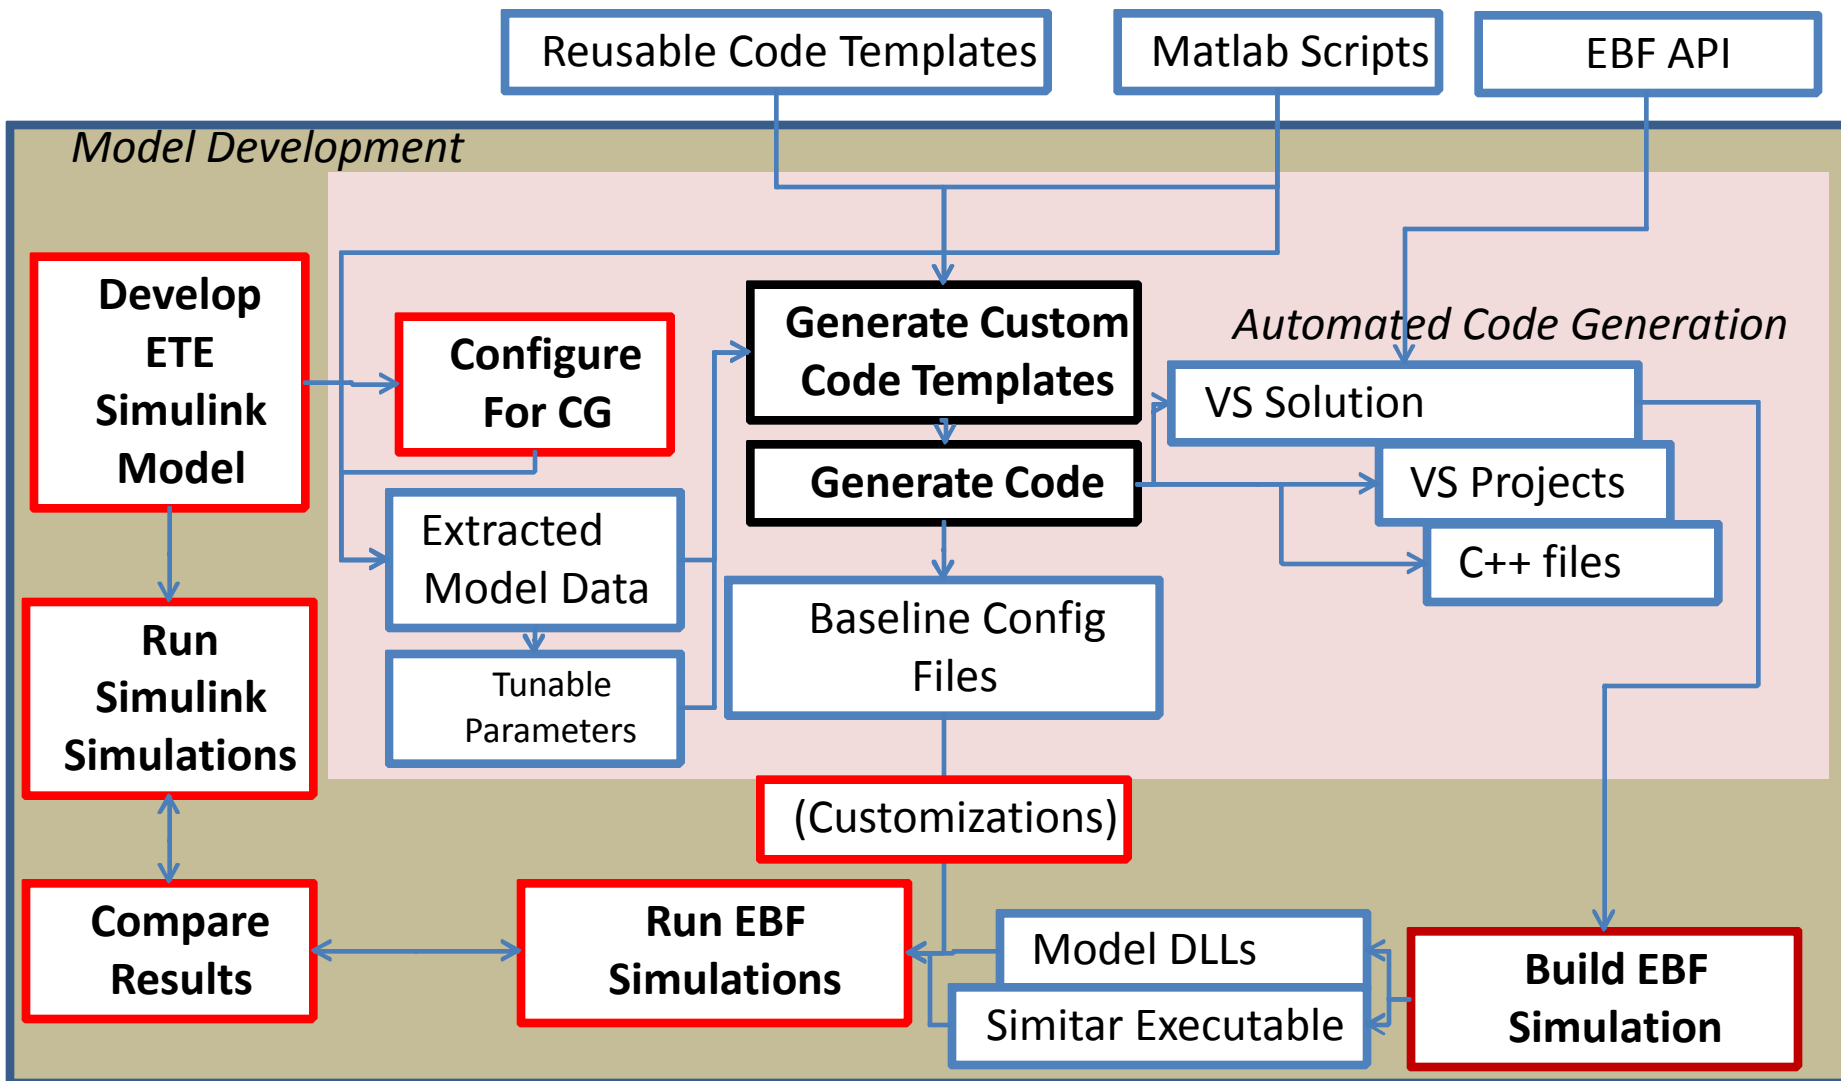 Reusable Code Templates
Matlab Scripts
EBF API
Model Development
Develop
ETE
Simulink
Model
Configure
For CG
Generate Custom
Code Templates
Automated Code Generation
VS Solution
Generate Code
VS Projects
C++ files
Extracted
Model Data
Baseline Config
Files
Tunable
Parameters
Run
Simulink
Simulations
(Customizations)
Compare
Results
Run EBF
Simulations
Model DLLs
Simitar Executable
Build EBF
Simulation